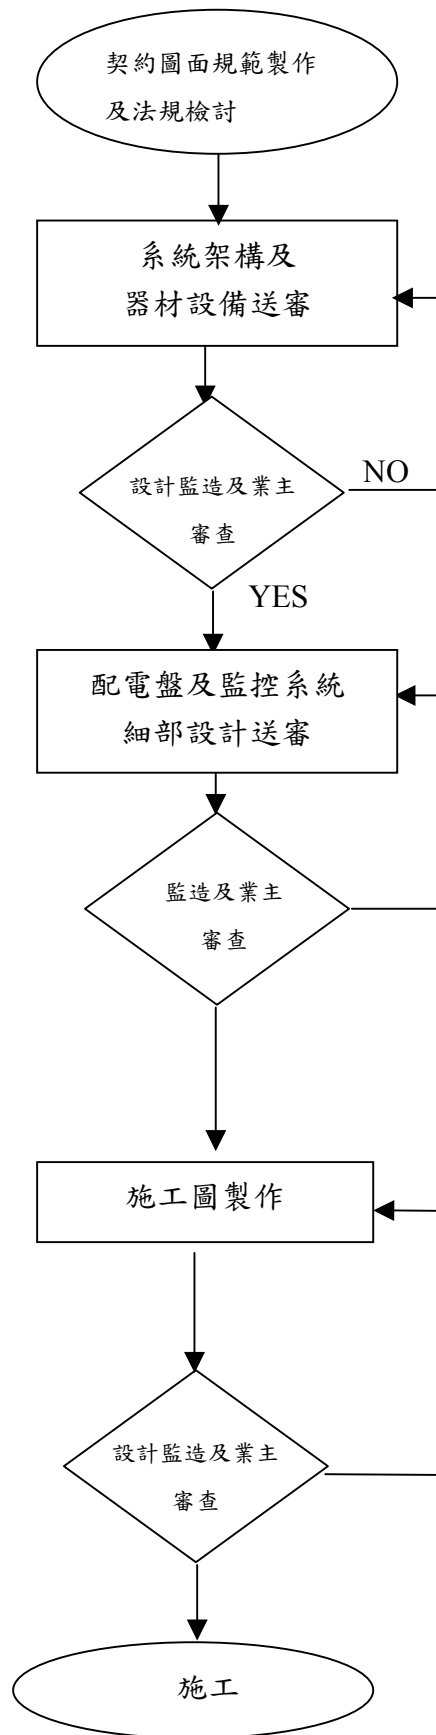 契約圖面規範製作
及法規檢討
系統架構及
器材設備送審
設計監造及業主
審查
NO
YES
配電盤及監控系統
細部設計送審
監造及業主
審查
施工圖製作
設計監造及業主
審查
施工